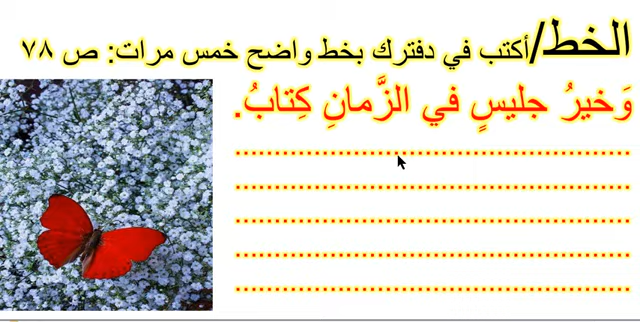 الخط/أكتب في دفترك بخط واضح خمس مرات: ص ٧٨
وَخيرُ جليسٍ في الزَّمانِ كِتابُ.